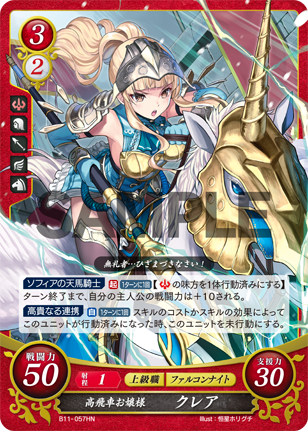 3
2
SAMPLE
無礼者…ひざまづきなさい！
ソフィアの天馬騎士 起 [ターン1回] 【 の味方を1体行動済みにする】
ターン終了まで、自分の主人公の戦闘力は+10される。
高貴なる連携 自 [ターン1回] スキルのコストかスキルの効果によって
このユニットが行動済みになった時、このユニットを未行動にする。
戦闘力
50
射程 1 上級職 ファルコンナイト
支援力
30
高飛車お嬢様 クレア
B11-057HN
Illust：恒星ホリグチ